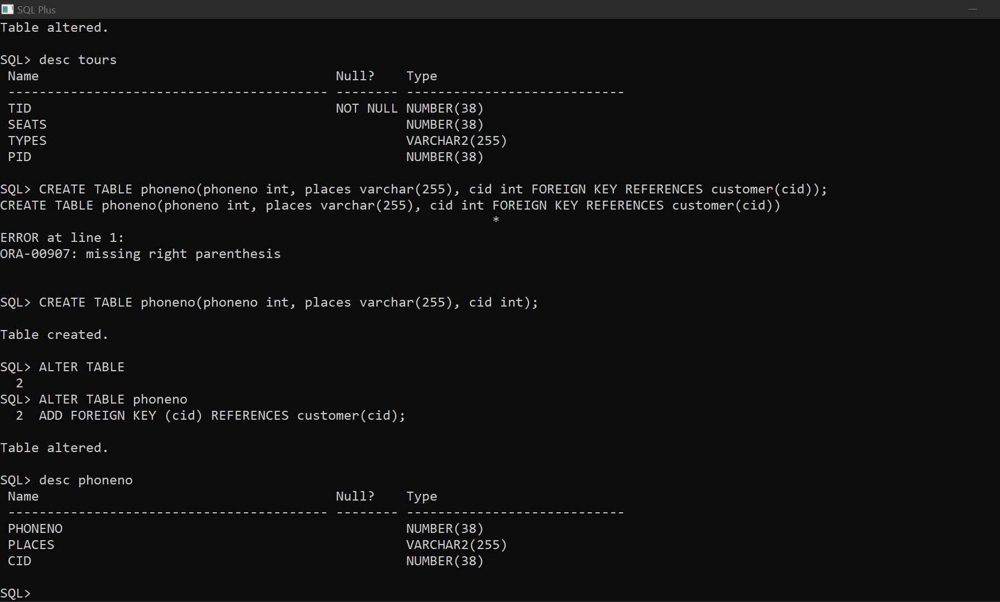 SQL Plus
Table altered.
SQL> desc tours
Name Null? Type
----------------------------------------- -------- ----------------------------
TID NOT NULL NUMBER(38)
SEATS NUMBER(38)
TYPES VARCHAR2(255)
PID NUMBER(38)
SQL> CREATE TABLE phoneno(phoneno int, places varchar(255), cid int FOREIGN KEY REFERENCES customer(cid));
CREATE TABLE phoneno(phoneno int, places varchar(255), cid int FOREIGN KEY REFERENCES customer(cid))
*
ERROR at line 1:
ORA-00907: missing right parenthesis
SQL> CREATE TABLE phoneno(phoneno int, places varchar(255), cid int);
Table created.
SQL> ALTER TABLE
2
SQL> ALTER TABLE phoneno
2 ADD FOREIGN KEY (cid) REFERENCES customer(cid);
Table altered.
SQL> desc phoneno
Name Null? Type
----------------------------------------- -------- ----------------------------
PHONENO NUMBER(38)
PLACES VARCHAR2(255)
CID NUMBER(38)
SQL>